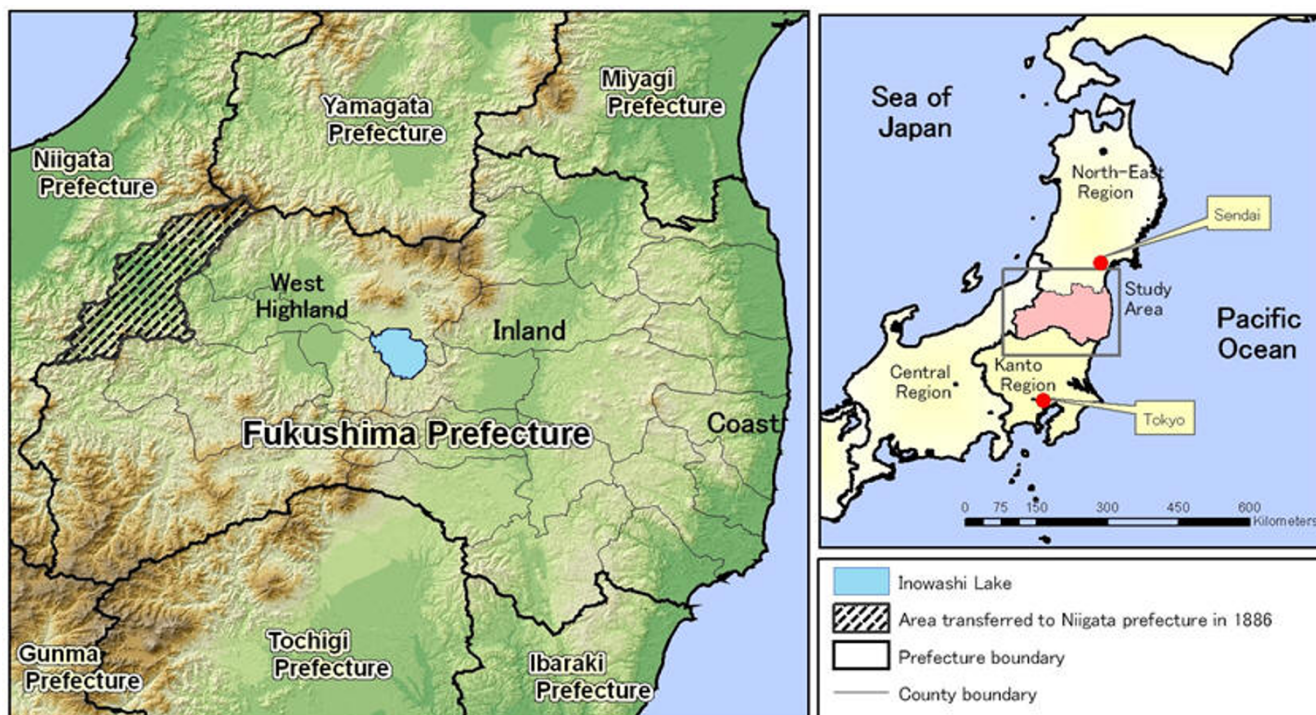 Miyagi
Prefecture
Yamagata
Prefecture
Niigata
Prefecture
West
Highland
Inland
Coast
Fukushima Prefecture
Gunma
Prefecture
Tochigi
Prefecture
Ibaraki
Prefecture
Sea of
Japan
North-East
Region
Sendai
Study
Area
Pacific
Ocean
Central
Region
Kanto
Region
Tokyo
0 75 150 300 450 600
Kilometers
Inowashi Lake
Area transferred to Niigata prefecture in 1886
Prefecture boundary
County boundary